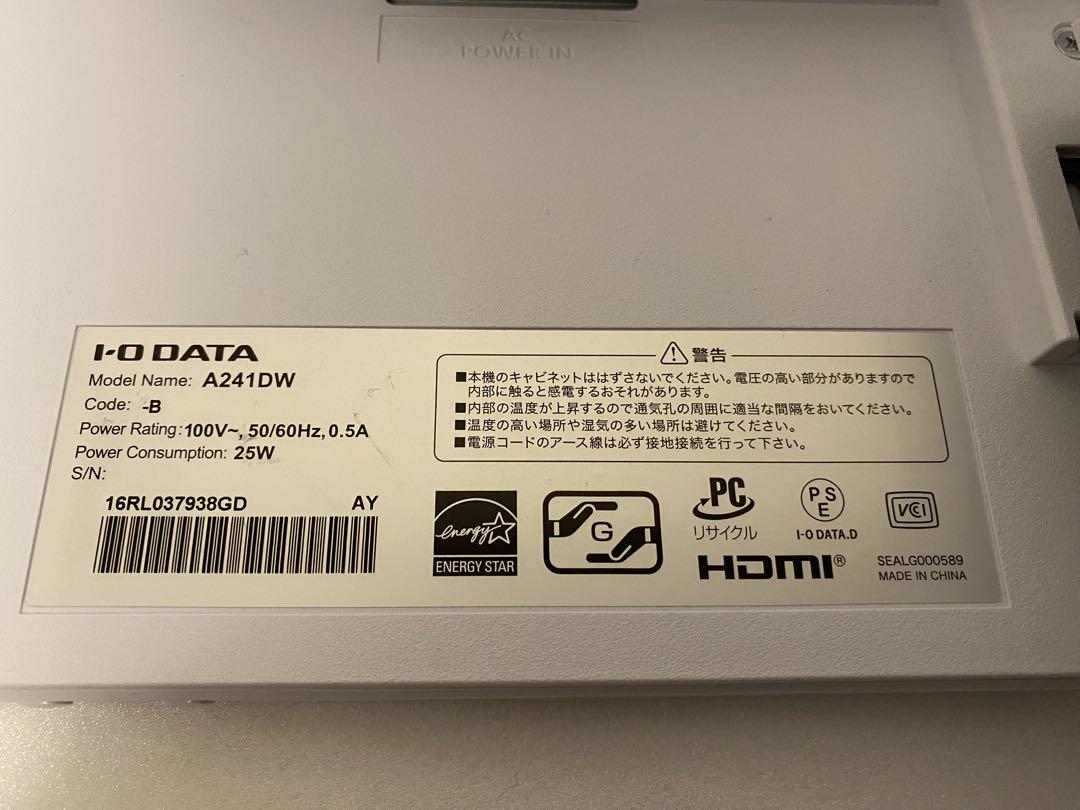 AC
POWER IN
I-O DATA
Model Name: A241DW
Code: -B
Power Rating: 100V~, 50/60Hz, 0.5A
Power Consumption: 25W
S/N:
16RL037938GD AY
警告
■本機のキャビネットははずさないでください。電圧の高い部分がありますので
内部に触ると感電するおそれがあります。
■内部の温度が上昇するので通気孔の周囲に適当な間隔をおいてください。
■温度の高い場所や湿気の多い場所は避けてください。
■電源コードのアース線は必ず接地接続を行って下さい。
energy
ENERGY STAR
G
PC
リサイクル
HDMI®
PS
E
I-O DATA.D
VCCI
SEALG000589
MADE IN CHINA